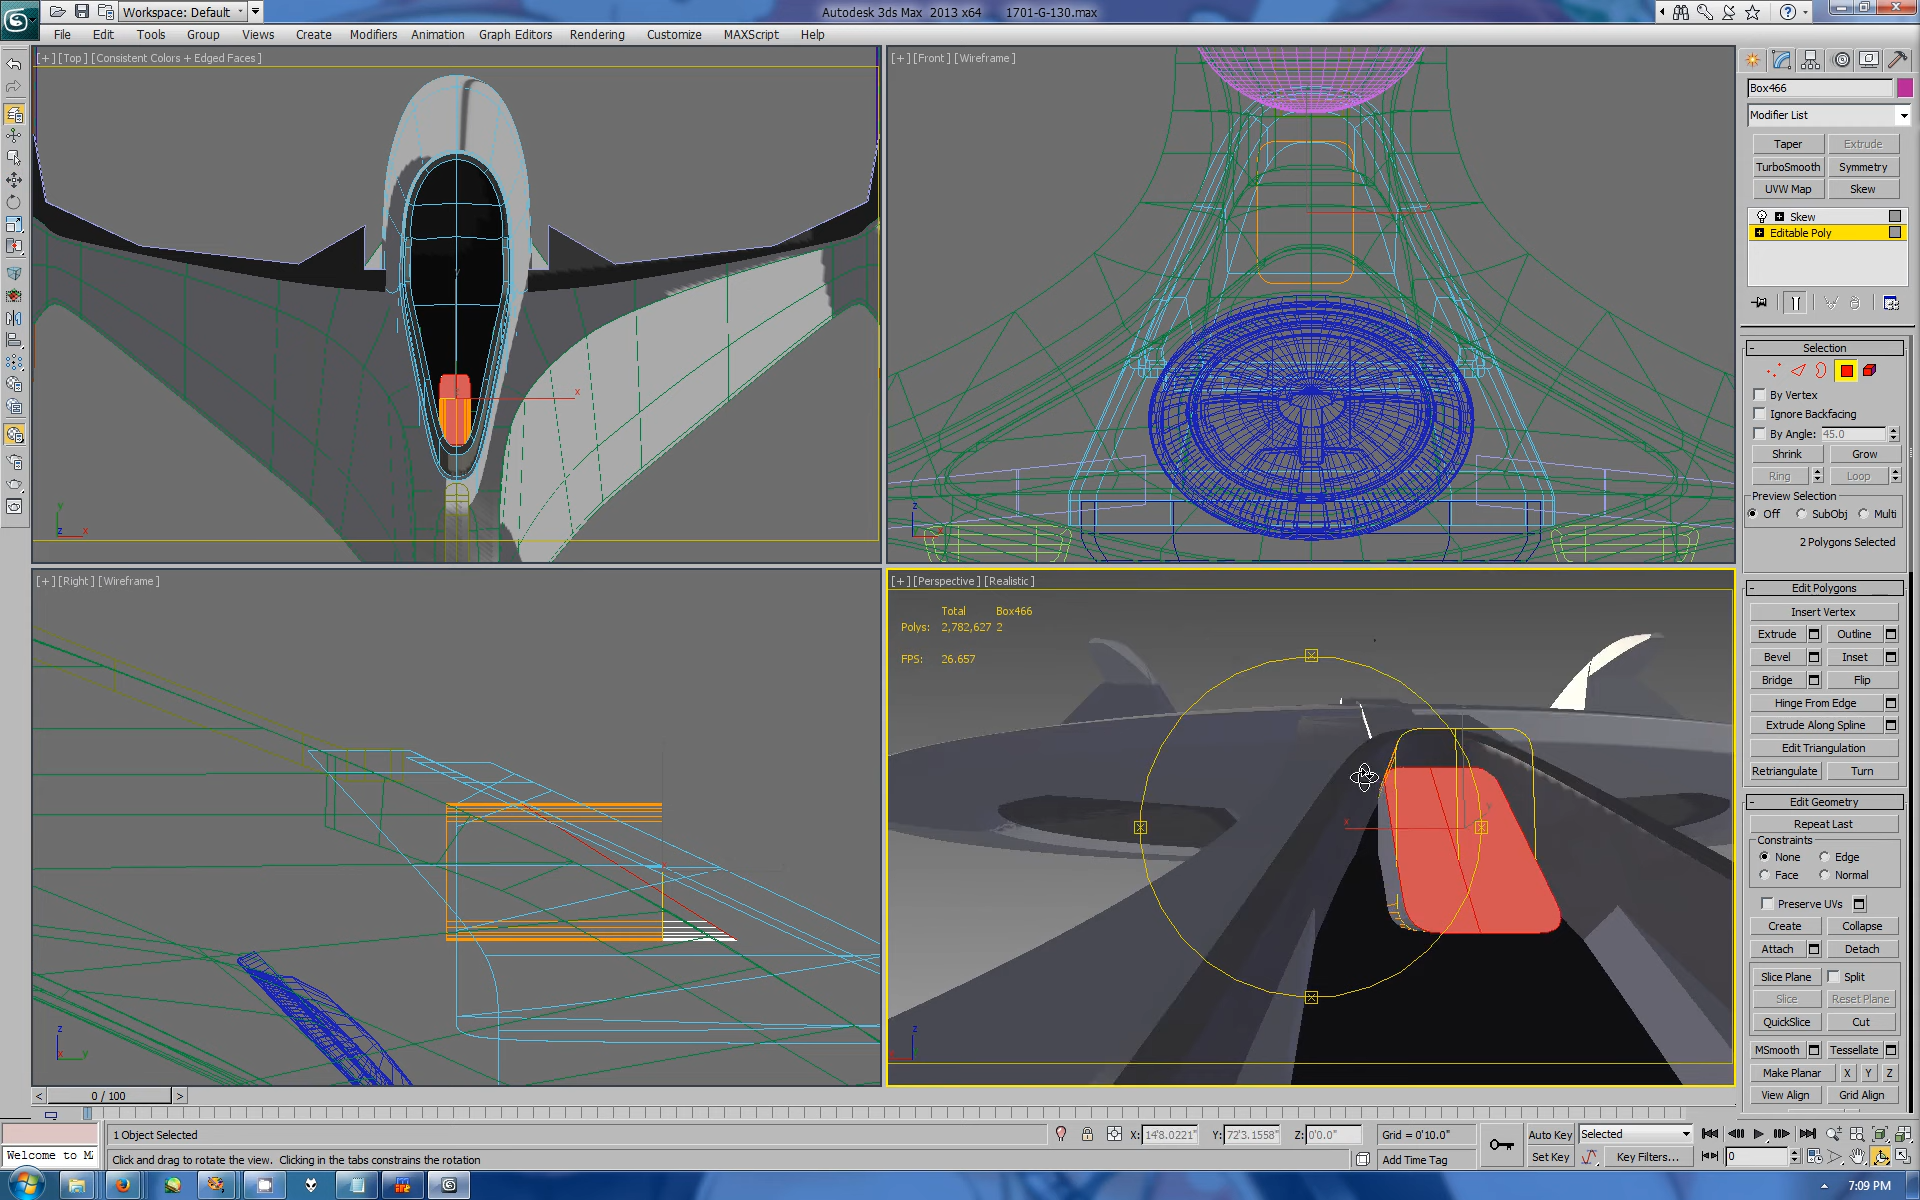 Workspace: Default
Autodesk 3ds Max 2013 x64 1701-G-130.max
File Edit Tools Group Views Create Modifiers Animation Graph Editors Rendering Customize MAXScript Help
[+] [Top] [Consistent Colors + Edged Faces]
[+] [Front] [Wireframe]
Box466
Modifier List
Taper Extrude
TurboSmooth Symmetry
UVW Map Skew
Skew
Editable Poly
x
y
z x
z
- Selection
By Vertex
Ignore Backfacing
By Angle: 45.0
Shrink Grow
Ring Loop
Preview Selection
Off SubObj Multi
2 Polygons Selected
[+] [Right] [Wireframe]
[+] [Perspective] [Realistic]
Total Box466
Polys: 2,782,627 2
FPS: 26.657
x
z
x y
z
- Edit Polygons
Insert Vertex
Extrude Outline
Bevel Inset
Bridge Flip
Hinge From Edge
Extrude Along Spline
Edit Triangulation
Retriangulate Turn
- Edit Geometry
Repeat Last
Constraints
None Edge
Face Normal
Preserve UVs
Create Collapse
Attach Detach
Slice Plane Split
Slice Reset Plane
QuickSlice Cut
MSmooth Tessellate
Make Planar X Y Z
View Align Grid Align
< 0 / 100 >
1 Object Selected X: 14'8.0221" Y: 72'3.1558" Z: 0'0.0" Grid = 0'10.0" Auto Key Selected
Welcome to M Click and drag to rotate the view. Clicking in the tabs constrains the rotation Add Time Tag Set Key Key Filters... 0
7:09 PM